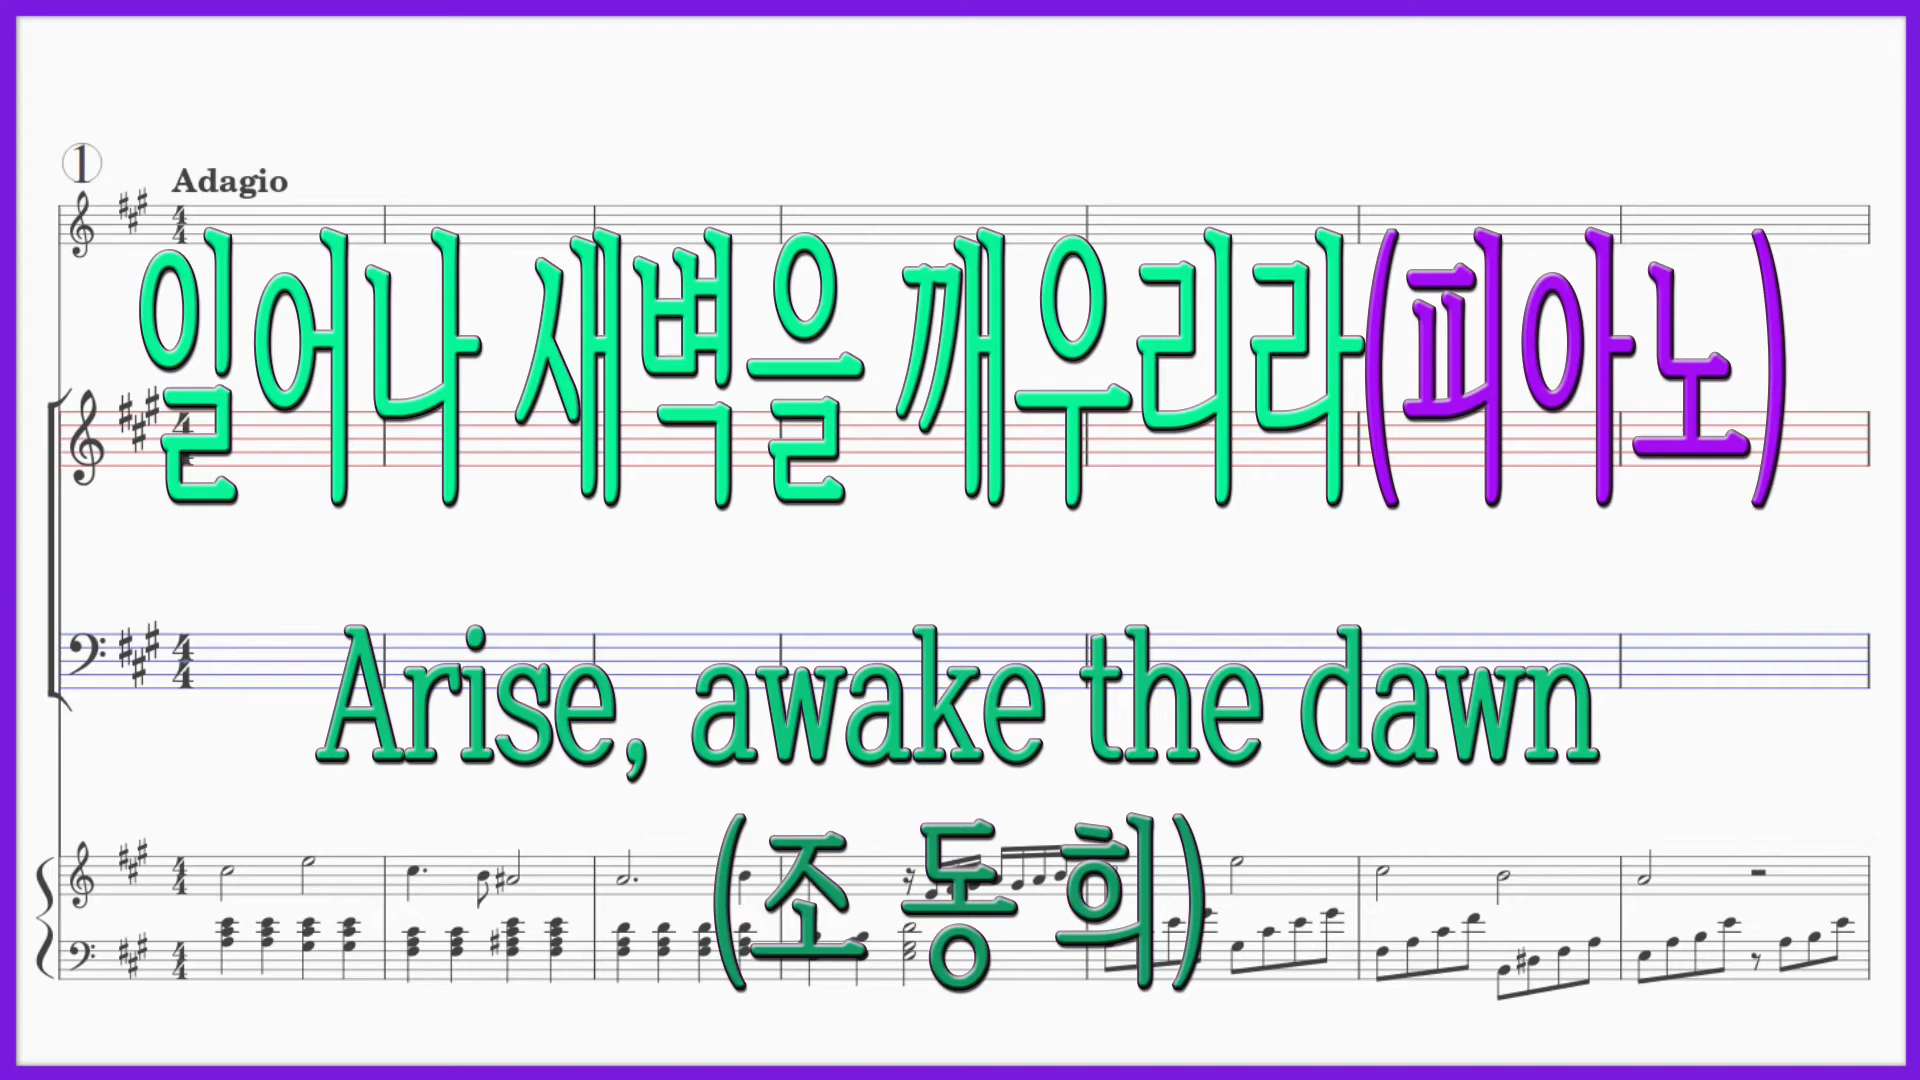 1
Adagio
일어나 새벽을 깨우리라(피아노)
Arise, awake the dawn
(조동희)